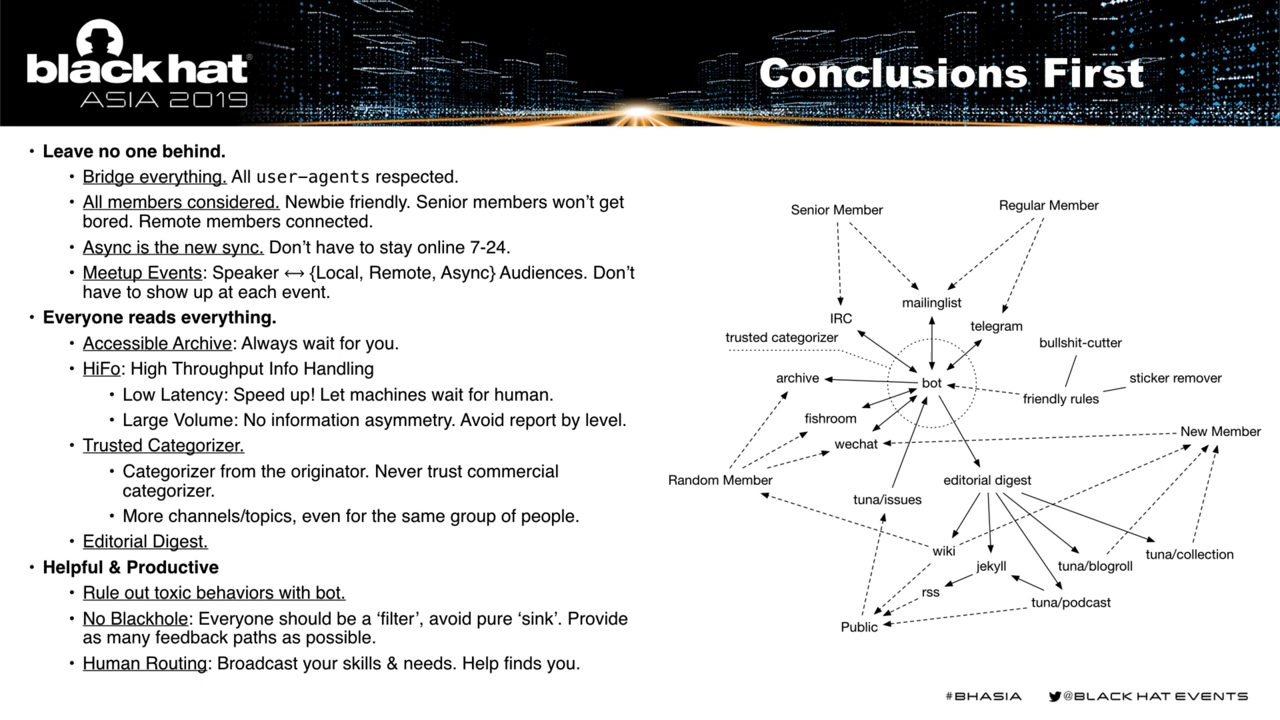 black hat
ASIA 2019
Conclusions First
• Leave no one behind.
• Bridge everything. All user-agents respected.
• All members considered. Newbie friendly. Senior members won't get
bored. Remote members connected.
• Async is the new sync. Don't have to stay online 7-24.
• Meetup Events: Speaker ↔ {Local, Remote, Async} Audiences. Don't
have to show up at each event.
• Everyone reads everything.
• Accessible Archive: Always wait for you.
• HiFo: High Throughput Info Handling
• Low Latency: Speed up! Let machines wait for human.
• Large Volume: No information asymmetry. Avoid report by level.
• Trusted Categorizer.
• Categorizer from the originator. Never trust commercial
categorizer.
• More channels/topics, even for the same group of people.
• Editorial Digest.
• Helpful & Productive
• Rule out toxic behaviors with bot.
• No Blackhole: Everyone should be a 'filter', avoid pure 'sink'. Provide
as many feedback paths as possible.
• Human Routing: Broadcast your skills & needs. Help finds you.
Senior Member
Regular Member
mailinglist
IRC
telegram
trusted categorizer
bullshit-cutter
archive
bot
sticker remover
friendly rules
fishroom
New Member
wechat
Random Member
editorial digest
tuna/issues
wiki
tuna/collection
jekyll
tuna/blogroll
rss
tuna/podcast
Public
#BHASIA
@BLACK HAT EVENTS